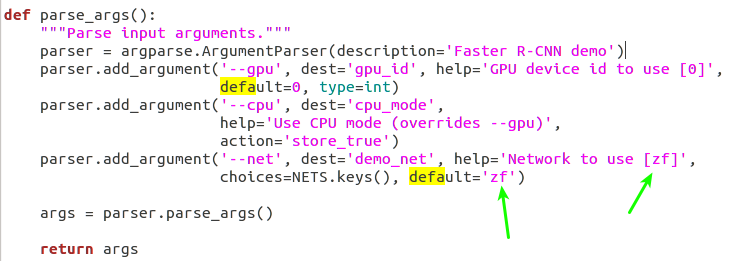 def parse_args():
"""Parse input arguments."""
parser = argparse.ArgumentParser(description='Faster R-CNN demo')
parser.add_argument('--gpu', dest='gpu_id', help='GPU device id to use [0]',
default=0, type=int)
parser.add_argument('--cpu', dest='cpu_mode',
help='Use CPU mode (overrides --gpu)',
action='store_true')
parser.add_argument('--net', dest='demo_net', help='Network to use [zf]',
choices=NETS.keys(), default='zf')
args = parser.parse_args()
return args